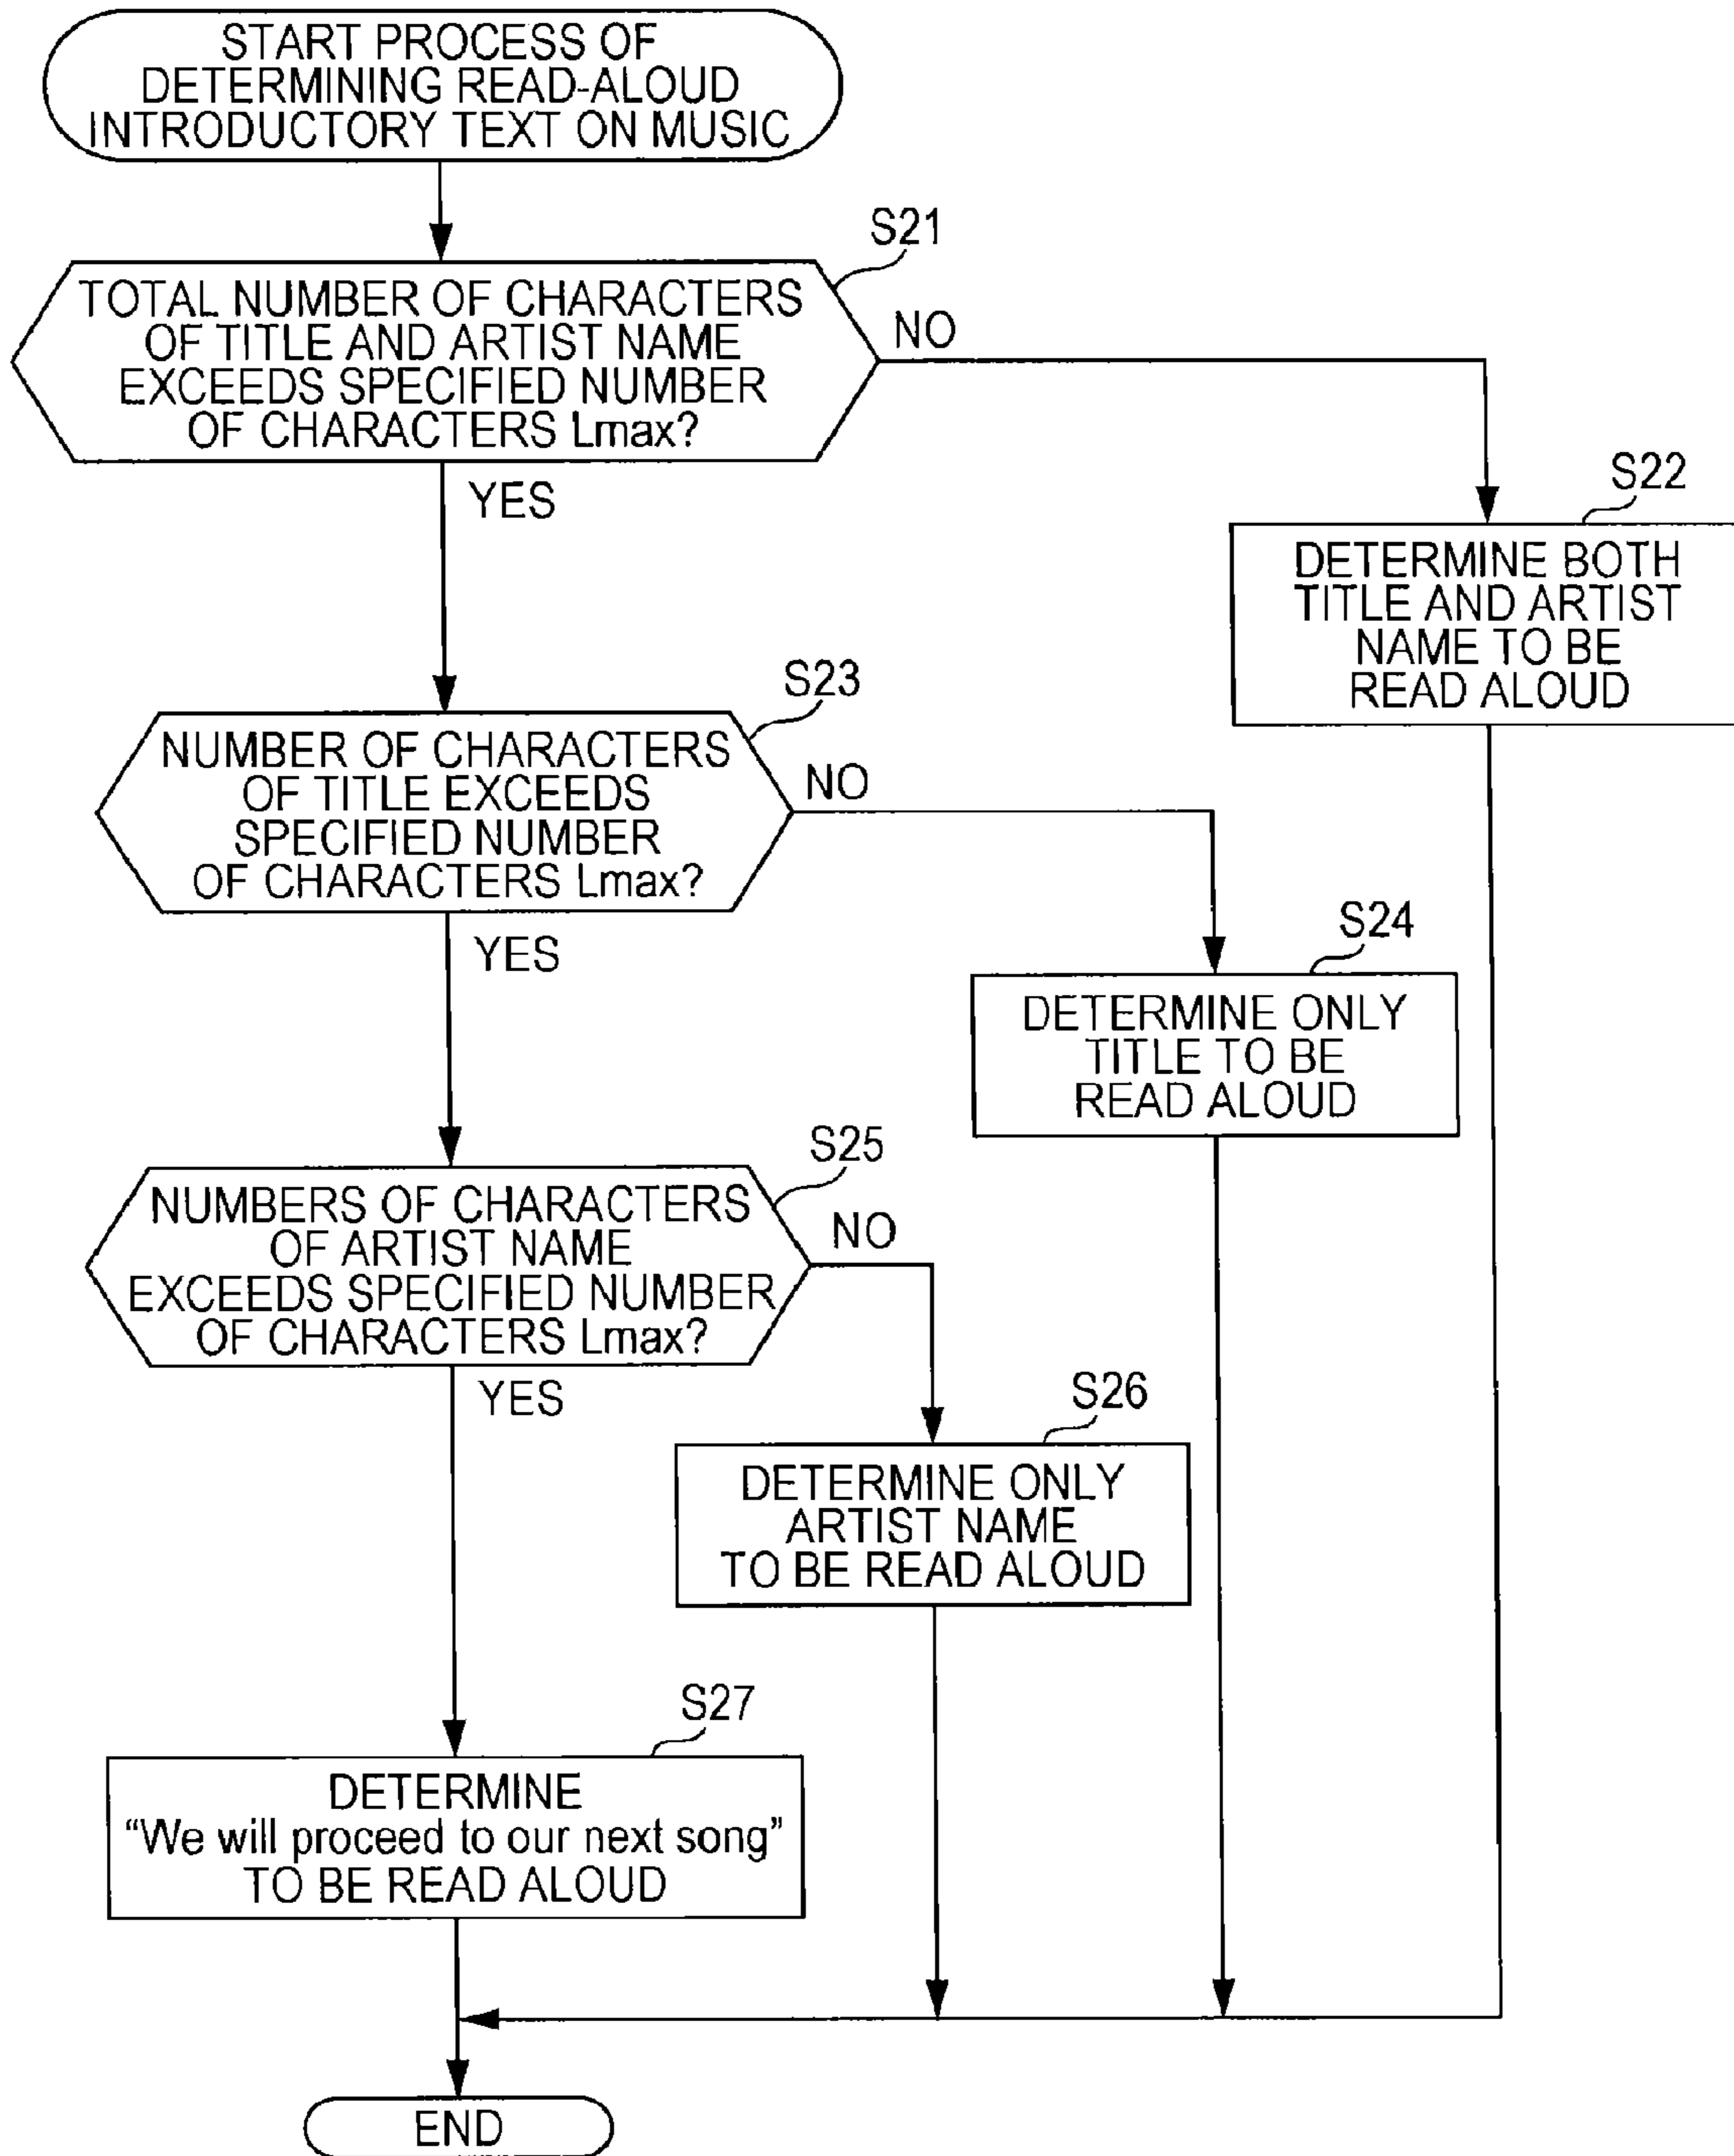 START PROCESS OF
DETERMINING READ-ALOUD
INTRODUCTORY TEXT ON MUSIC
S21
TOTAL NUMBER OF CHARACTERS
OF TITLE AND ARTIST NAME
EXCEEDS SPECIFIED NUMBER
OF CHARACTERS Lmax?
NO
YES
S22
DETERMINE BOTH
TITLE AND ARTIST
NAME TO BE
READ ALOUD
S23
NUMBER OF CHARACTERS
OF TITLE EXCEEDS
SPECIFIED NUMBER
OF CHARACTERS Lmax?
NO
YES
S24
DETERMINE ONLY
TITLE TO BE
READ ALOUD
S25
NUMBERS OF CHARACTERS
OF ARTIST NAME
EXCEEDS SPECIFIED NUMBER
OF CHARACTERS Lmax?
NO
YES
S26
DETERMINE ONLY
ARTIST NAME
TO BE READ ALOUD
S27
DETERMINE
“We will proceed to our next song”
TO BE READ ALOUD
END